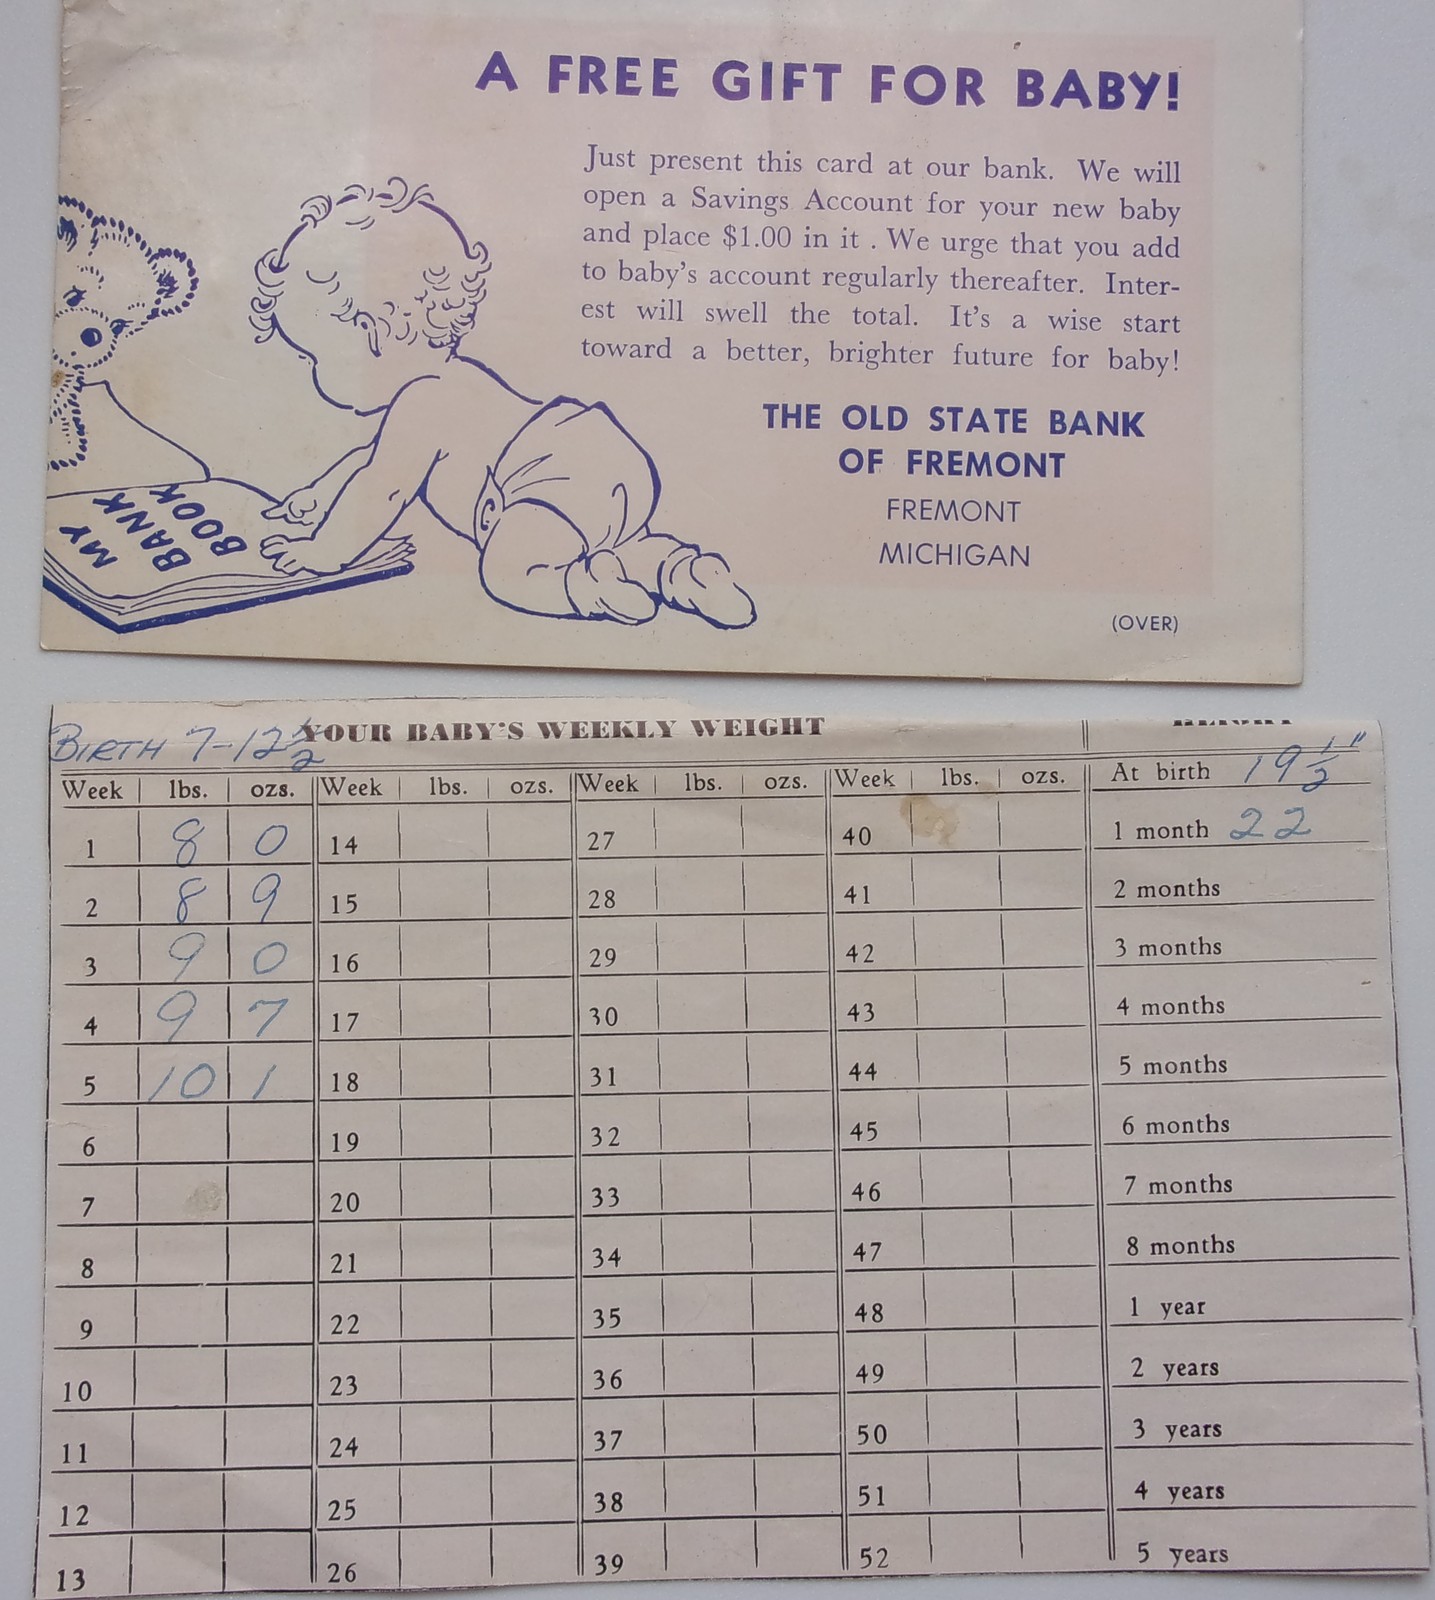 A FREE GIFT FOR BABY!
Just present this card at our bank. We will
open a Savings Account for your new baby
and place $1.00 in it . We urge that you add
to baby's account regularly thereafter. Inter-
est will swell the total. It's a wise start
toward a better, brighter future for baby!
THE OLD STATE BANK
OF FREMONT
FREMONT
MICHIGAN
(OVER)
MY
BANK
BOOK
YOUR BABY'S WEEKLY WEIGHT
BIRTH 7-12 1/2
Week lbs. ozs. Week lbs. ozs. Week lbs. ozs. Week lbs. ozs. At birth 19 1/2"
1 8 0 14 27 40 1 month 22
2 8 9 15 28 41 2 months
3 9 0 16 29 42 3 months
4 9 7 17 30 43 4 months
5 10 1 18 31 44 5 months
6 19 32 45 6 months
7 20 33 46 7 months
8 21 34 47 8 months
9 22 35 48 1 year
10 23 36 49 2 years
11 24 37 50 3 years
12 25 38 51 4 years
13 26 39 52 5 years